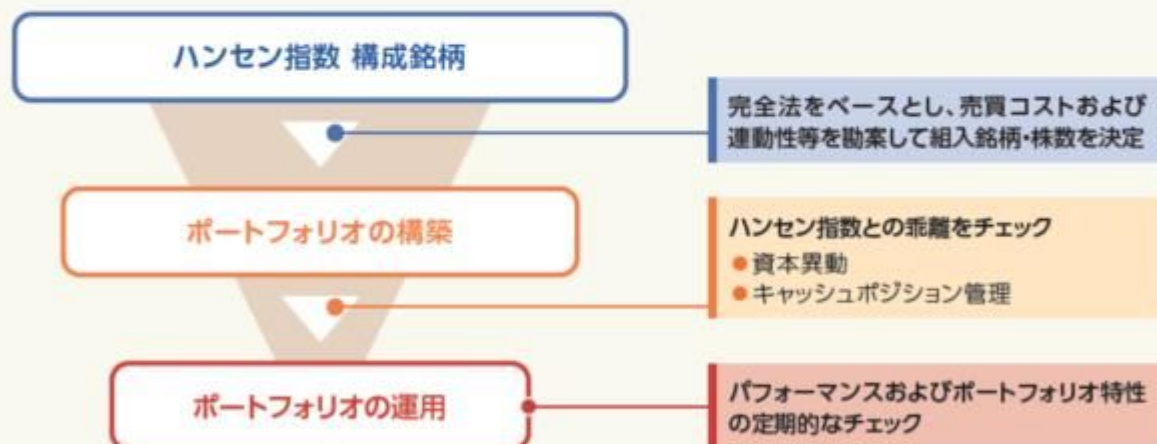 ハンセン指数 構成銘柄
完全法をベースとし、売買コストおよび
連動性等を勘案して組入銘柄・株数を決定
ポートフォリオの構築
ハンセン指数との乖離をチェック
●資本異動
●キャッシュポジション管理
ポートフォリオの運用
パフォーマンスおよびポートフォリオ特性
の定期的なチェック